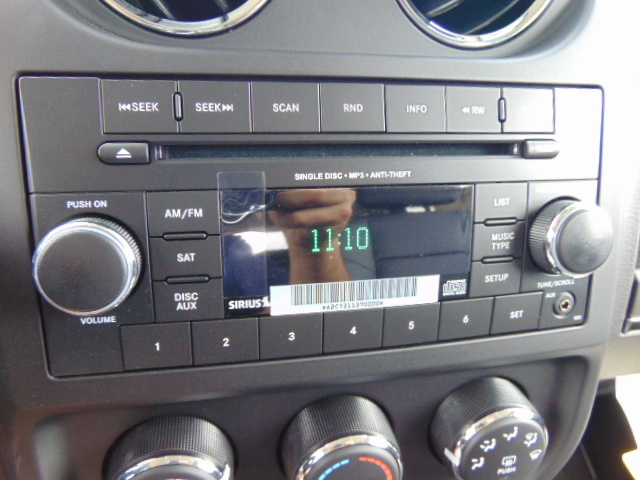 SEEK SEEK SCAN RND INFO RW
SINGLE DISC • MP3 • ANTI-THEFT
PUSH ON
AM/FM
SAT
DISC AUX
VOLUME
11:10
SIRIUS
LIST
MUSIC TYPE
SETUP
TUNE/SCROLL
AUX
1 2 3 4 5 6 SET
PUSH